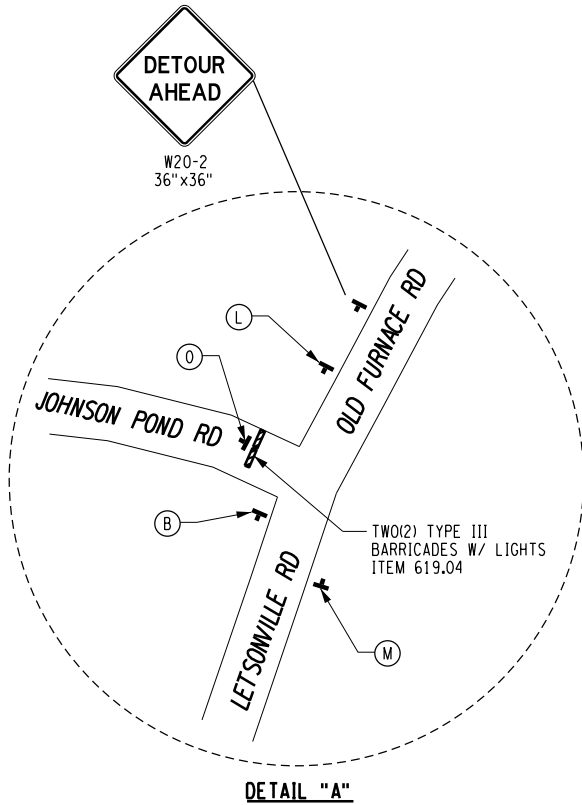 DETOUR
AHEAD
W20-2
36"x36"
L
O
OLD FURNACE RD
JOHNSON POND RD
B
TWO(2) TYPE III
BARRICADES W/ LIGHTS
ITEM 619.04
LETSONVILLE RD
M
DETAIL "A"